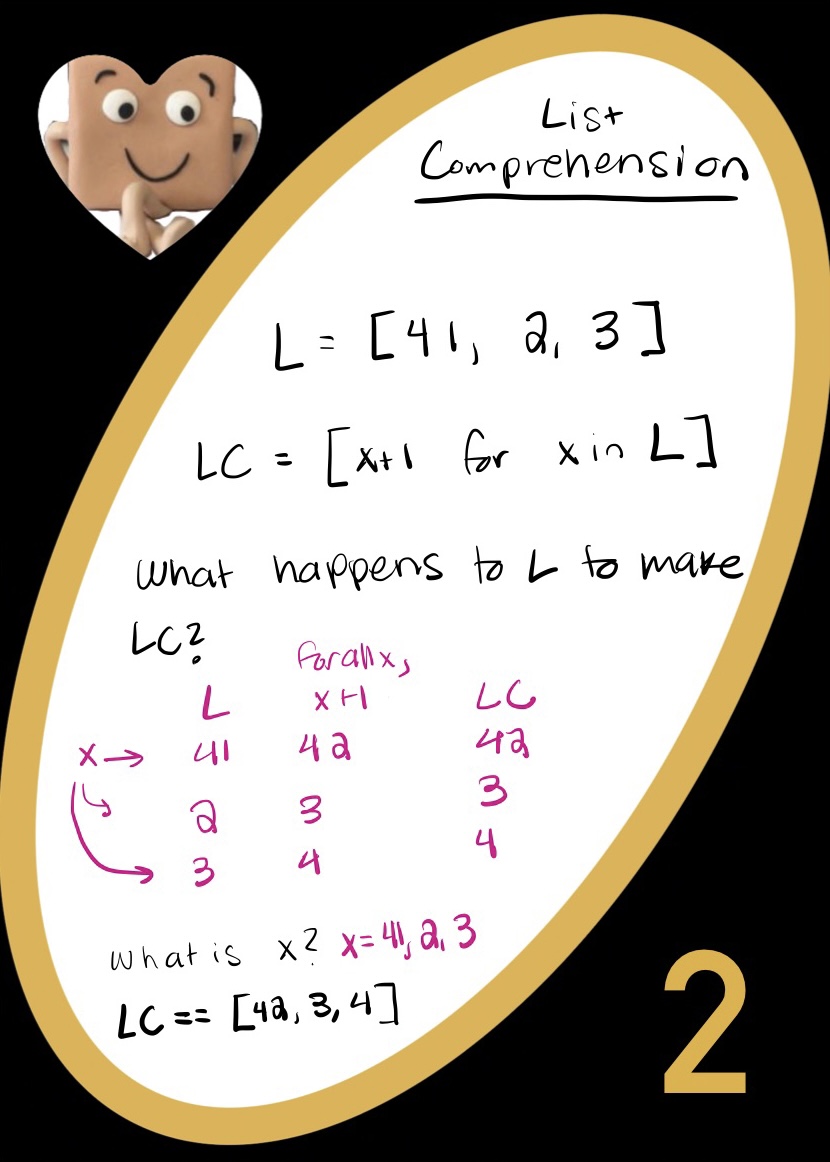 List
Comprehension
L = [41, 2, 3]
LC = [x+1 for x in L]
What happens to L to make
LC?
for all x,
L x+1 LC
x → 41 42 42
2 3 3
3 4 4
What is x? x=41, 2, 3
LC == [42, 3, 4]
2